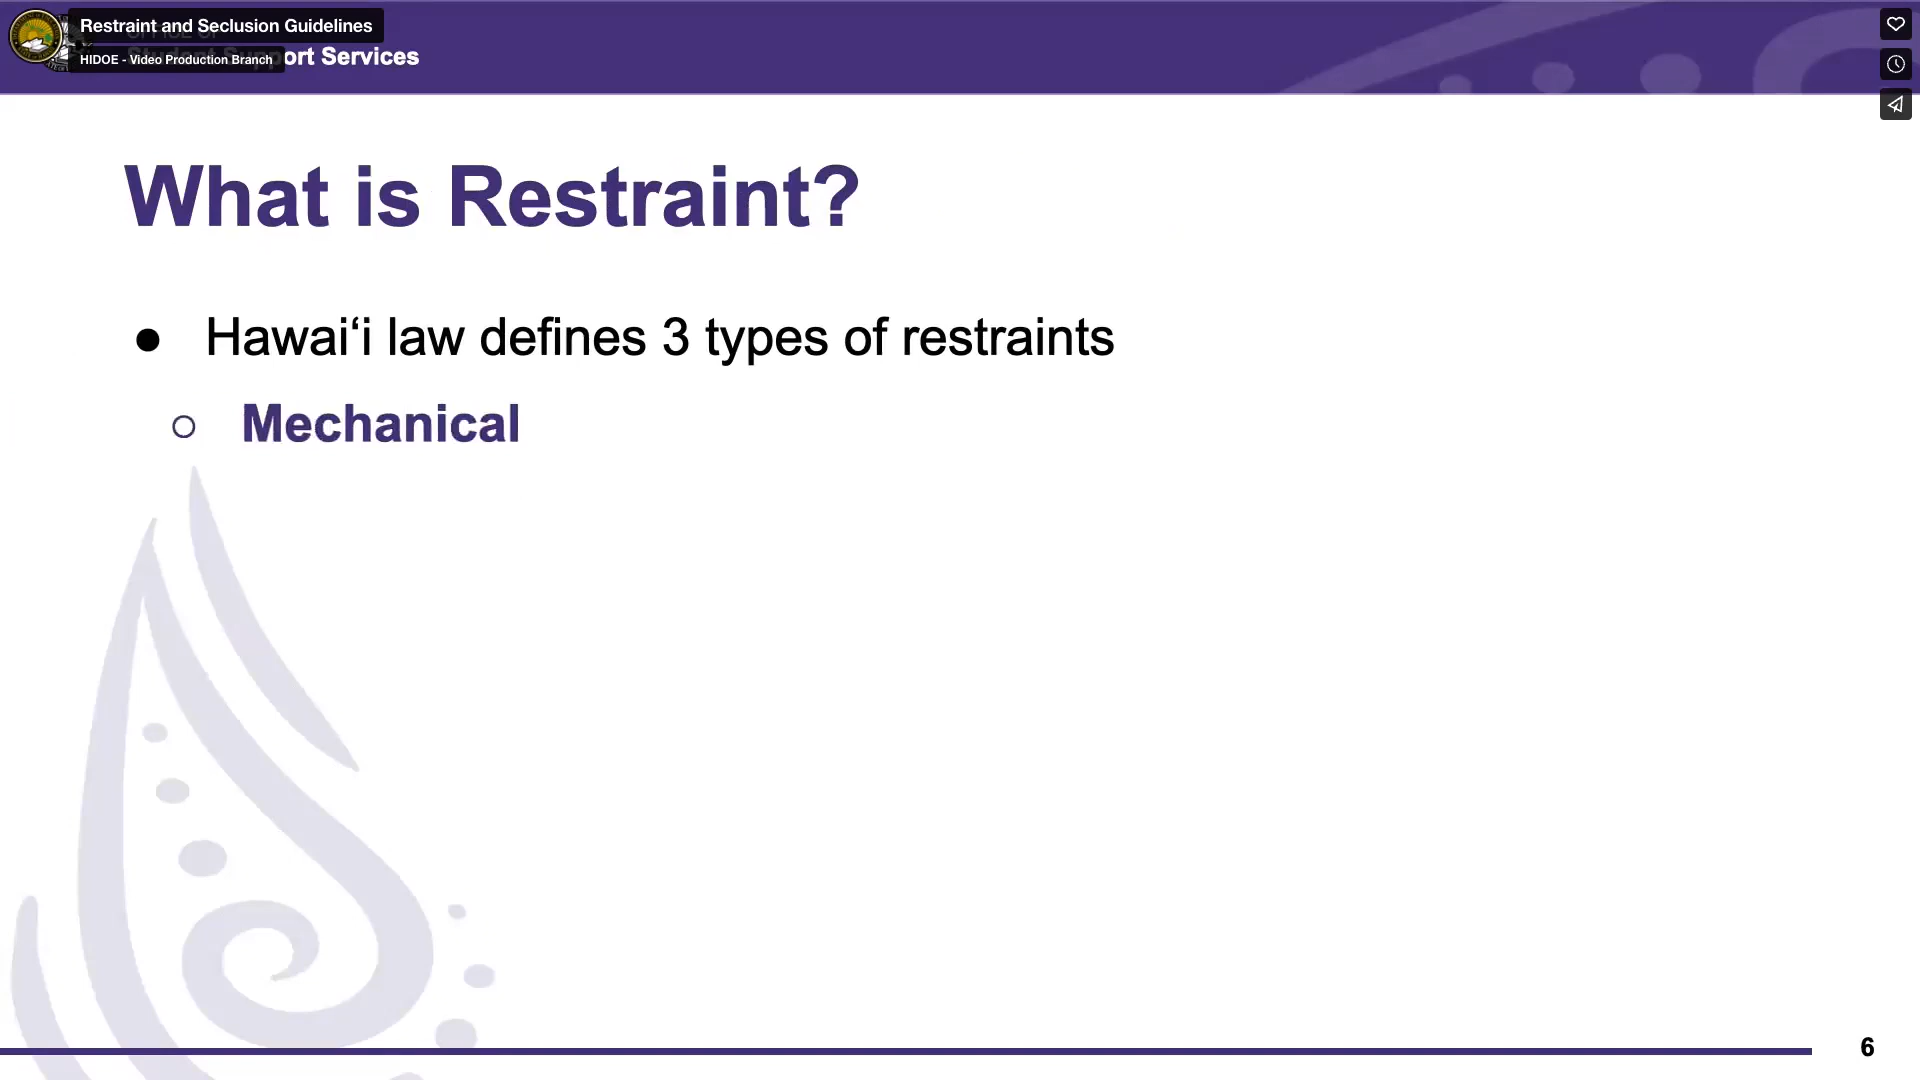 Restraint and Seclusion Guidelines
HIDOE - Video Production Branch
ort Services
What is Restraint?
● Hawaiʻi law defines 3 types of restraints
○ Mechanical
6